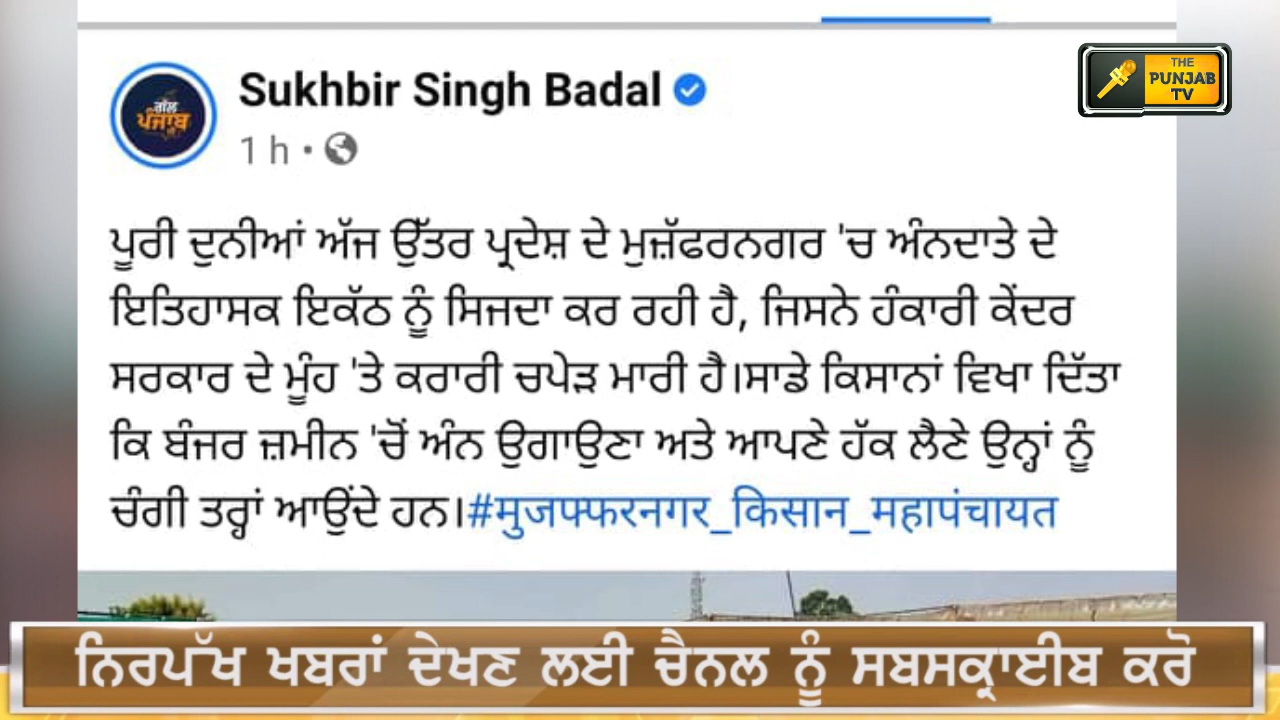 Sukhbir Singh Badal
1 h •
ਗੱਲ
ਪੰਜਾਬ
THE
PUNJAB
TV
ਪੂਰੀ ਦੁਨੀਆਂ ਅੱਜ ਉੱਤਰ ਪ੍ਰਦੇਸ਼ ਦੇ ਮੁਜ਼ੱਫਰਨਗਰ 'ਚ ਅੰਨਦਾਤੇ ਦੇ
ਇਤਿਹਾਸਕ ਇਕੱਠ ਨੂੰ ਸਿਜਦਾ ਕਰ ਰਹੀ ਹੈ, ਜਿਸਨੇ ਹੰਕਾਰੀ ਕੇਂਦਰ
ਸਰਕਾਰ ਦੇ ਮੂੰਹ 'ਤੇ ਕਰਾਰੀ ਚਪੇੜ ਮਾਰੀ ਹੈ।ਸਾਡੇ ਕਿਸਾਨਾਂ ਵਿਖਾ ਦਿੱਤਾ
ਕਿ ਬੰਜਰ ਜ਼ਮੀਨ 'ਚੋਂ ਅੰਨ ਉਗਾਉਣਾ ਅਤੇ ਆਪਣੇ ਹੱਕ ਲੈਣੇ ਉਨ੍ਹਾਂ ਨੂੰ
ਚੰਗੀ ਤਰ੍ਹਾਂ ਆਉਂਦੇ ਹਨ।#मुजफ्फरनगर_किसान_महापंचायत
ਨਿਰਪੱਖ ਖਬਰਾਂ ਦੇਖਣ ਲਈ ਚੈਨਲ ਨੂੰ ਸਬਸਕ੍ਰਾਈਬ ਕਰੋ